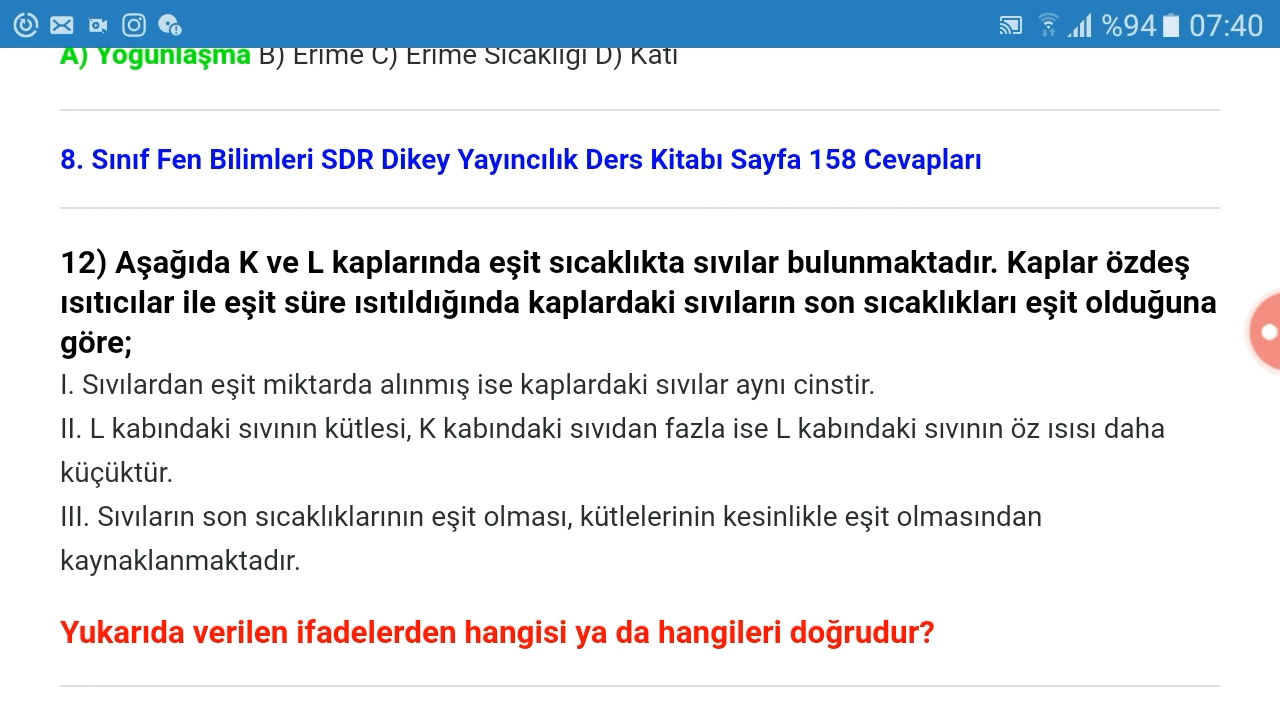 %94 07:40
A) Yoğunlaşma B) Erime C) Erime Sıcaklığı D) Katı
8. Sınıf Fen Bilimleri SDR Dikey Yayıncılık Ders Kitabı Sayfa 158 Cevapları
12) Aşağıda K ve L kaplarında eşit sıcaklıkta sıvılar bulunmaktadır. Kaplar özdeş
ısıtıcılar ile eşit süre ısıtıldığında kaplardaki sıvıların son sıcaklıkları eşit olduğuna
göre;
I. Sıvılardan eşit miktarda alınmış ise kaplardaki sıvılar aynı cinstir.
II. L kabındaki sıvının kütlesi, K kabındaki sıvıdan fazla ise L kabındaki sıvının öz ısısı daha
küçüktür.
III. Sıvıların son sıcaklıklarının eşit olması, kütlelerinin kesinlikle eşit olmasından
kaynaklanmaktadır.
Yukarıda verilen ifadelerden hangisi ya da hangileri doğrudur?